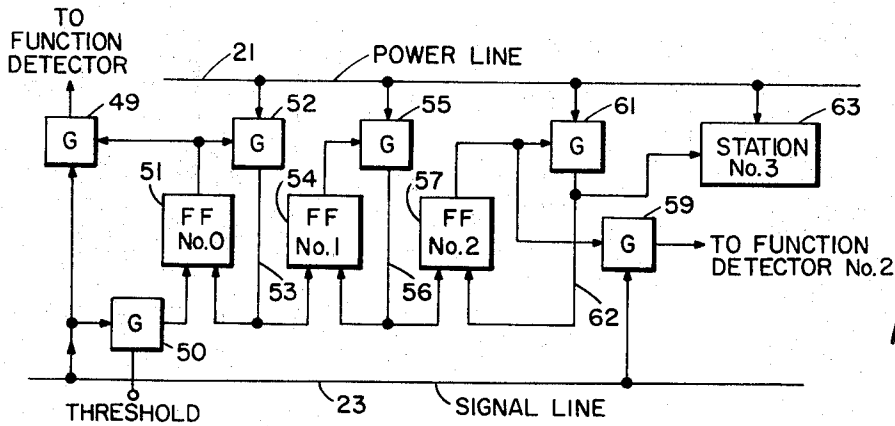 TO
FUNCTION
DETECTOR
21
POWER LINE
49
52
55
61
63
G
G
G
G
STATION
No.3
51
54
57
59
FF
No.0
FF
No.1
FF
No.2
G
TO FUNCTION
DETECTOR No.2
G
53
56
62
50
THRESHOLD
23
SIGNAL LINE